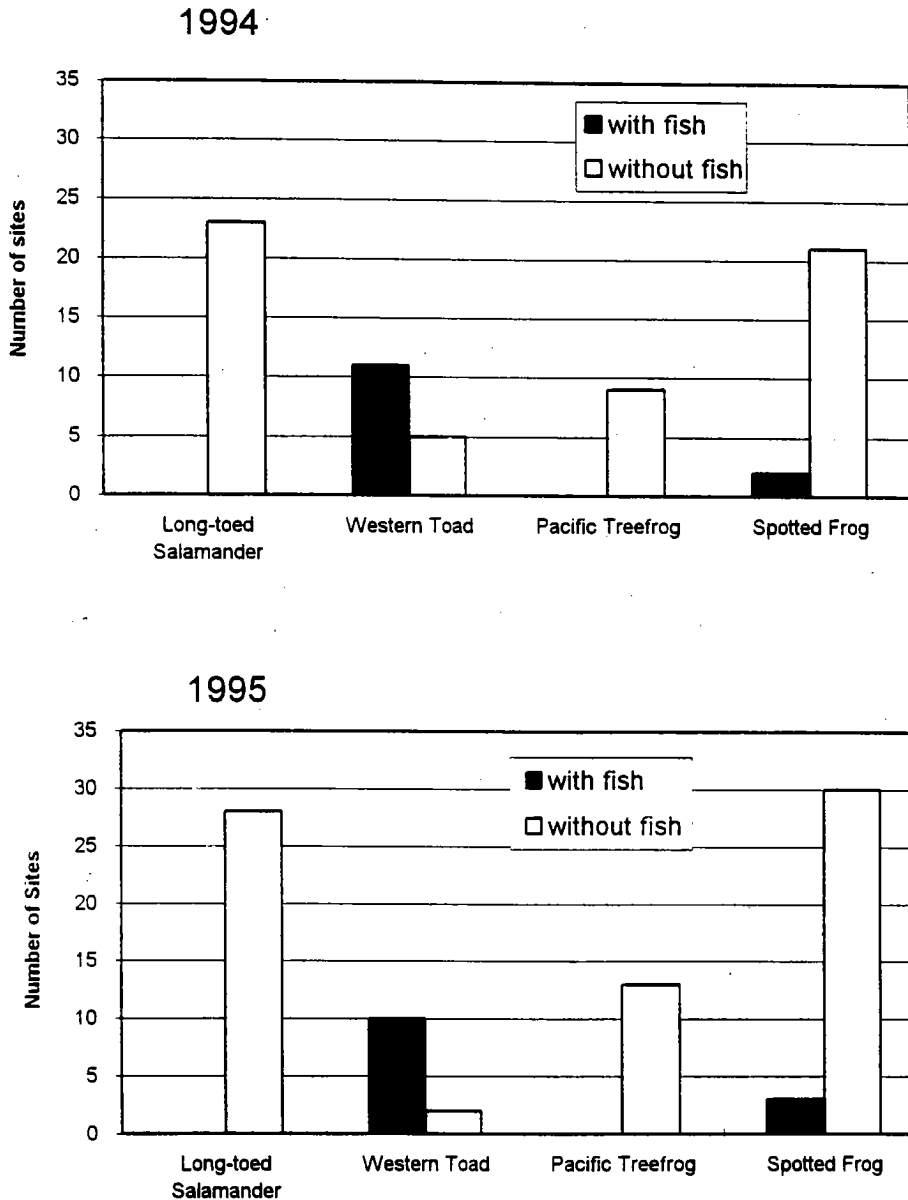 1994
35
30
25
20
15
10
5
0
Number of sites
with fish
without fish
Long-toed
Salamander
Western Toad
Pacific Treefrog
Spotted Frog
1995
35
30
25
20
15
10
5
0
Number of Sites
with fish
without fish
Long-toed
Salamander
Western Toad
Pacific Treefrog
Spotted Frog